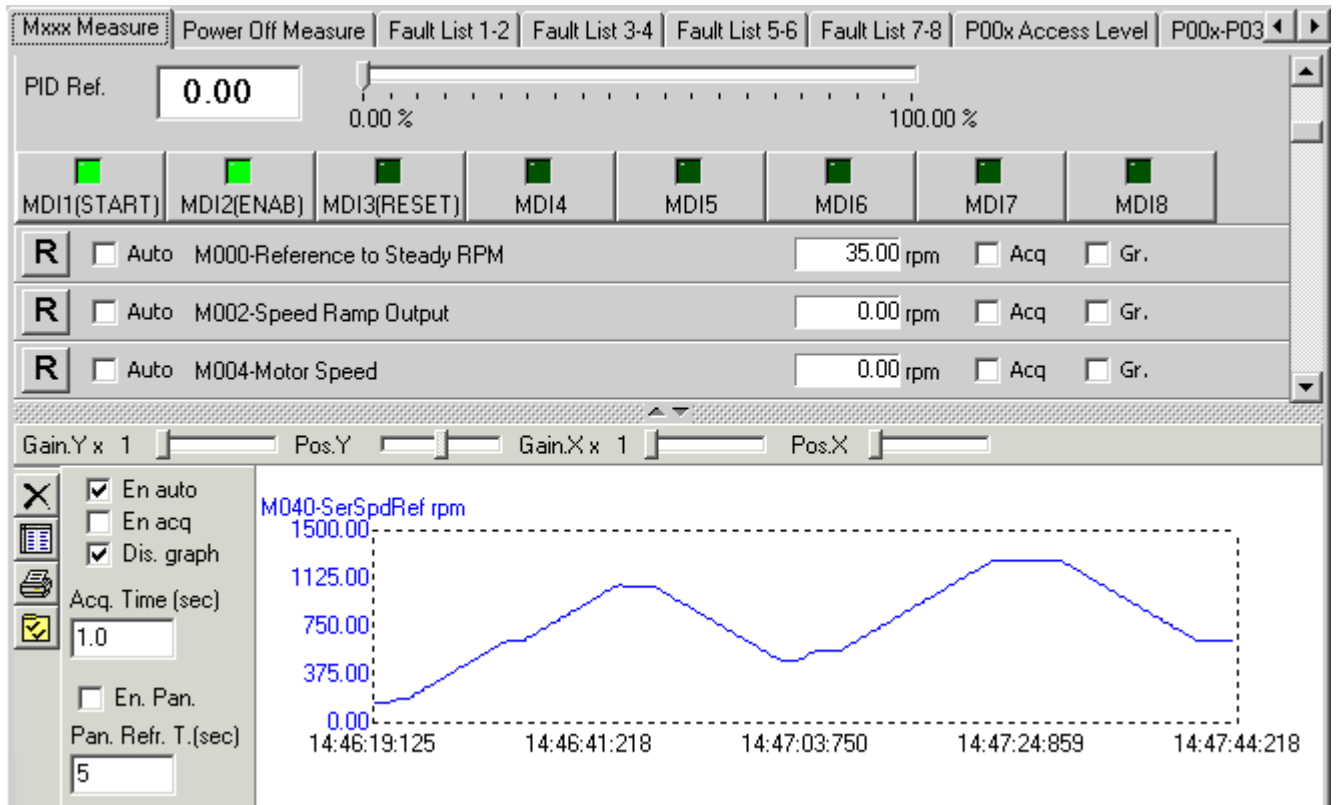 Mxxx Measure Power Off Measure Fault List 1-2 Fault List 3-4 Fault List 5-6 Fault List 7-8 P00x Access Level P00x-P03
PID Ref. 0.00
0.00 % 100.00 %
MDI1(START) MDI2(ENAB) MDI3(RESET) MDI4 MDI5 MDI6 MDI7 MDI8
R Auto M000-Reference to Steady RPM 35.00 rpm Acq Gr.
R Auto M002-Speed Ramp Output 0.00 rpm Acq Gr.
R Auto M004-Motor Speed 0.00 rpm Acq Gr.
Gain.Y x 1 Pos.Y Gain.X x 1 Pos.X
En auto
En acq
Dis. graph
Acq. Time (sec)
1.0
En. Pan.
Pan. Refr. T.(sec)
5
M040-SerSpdRef rpm
1500.00
1125.00
750.00
375.00
0.00
14:46:19:125 14:46:41:218 14:47:03:750 14:47:24:859 14:47:44:218